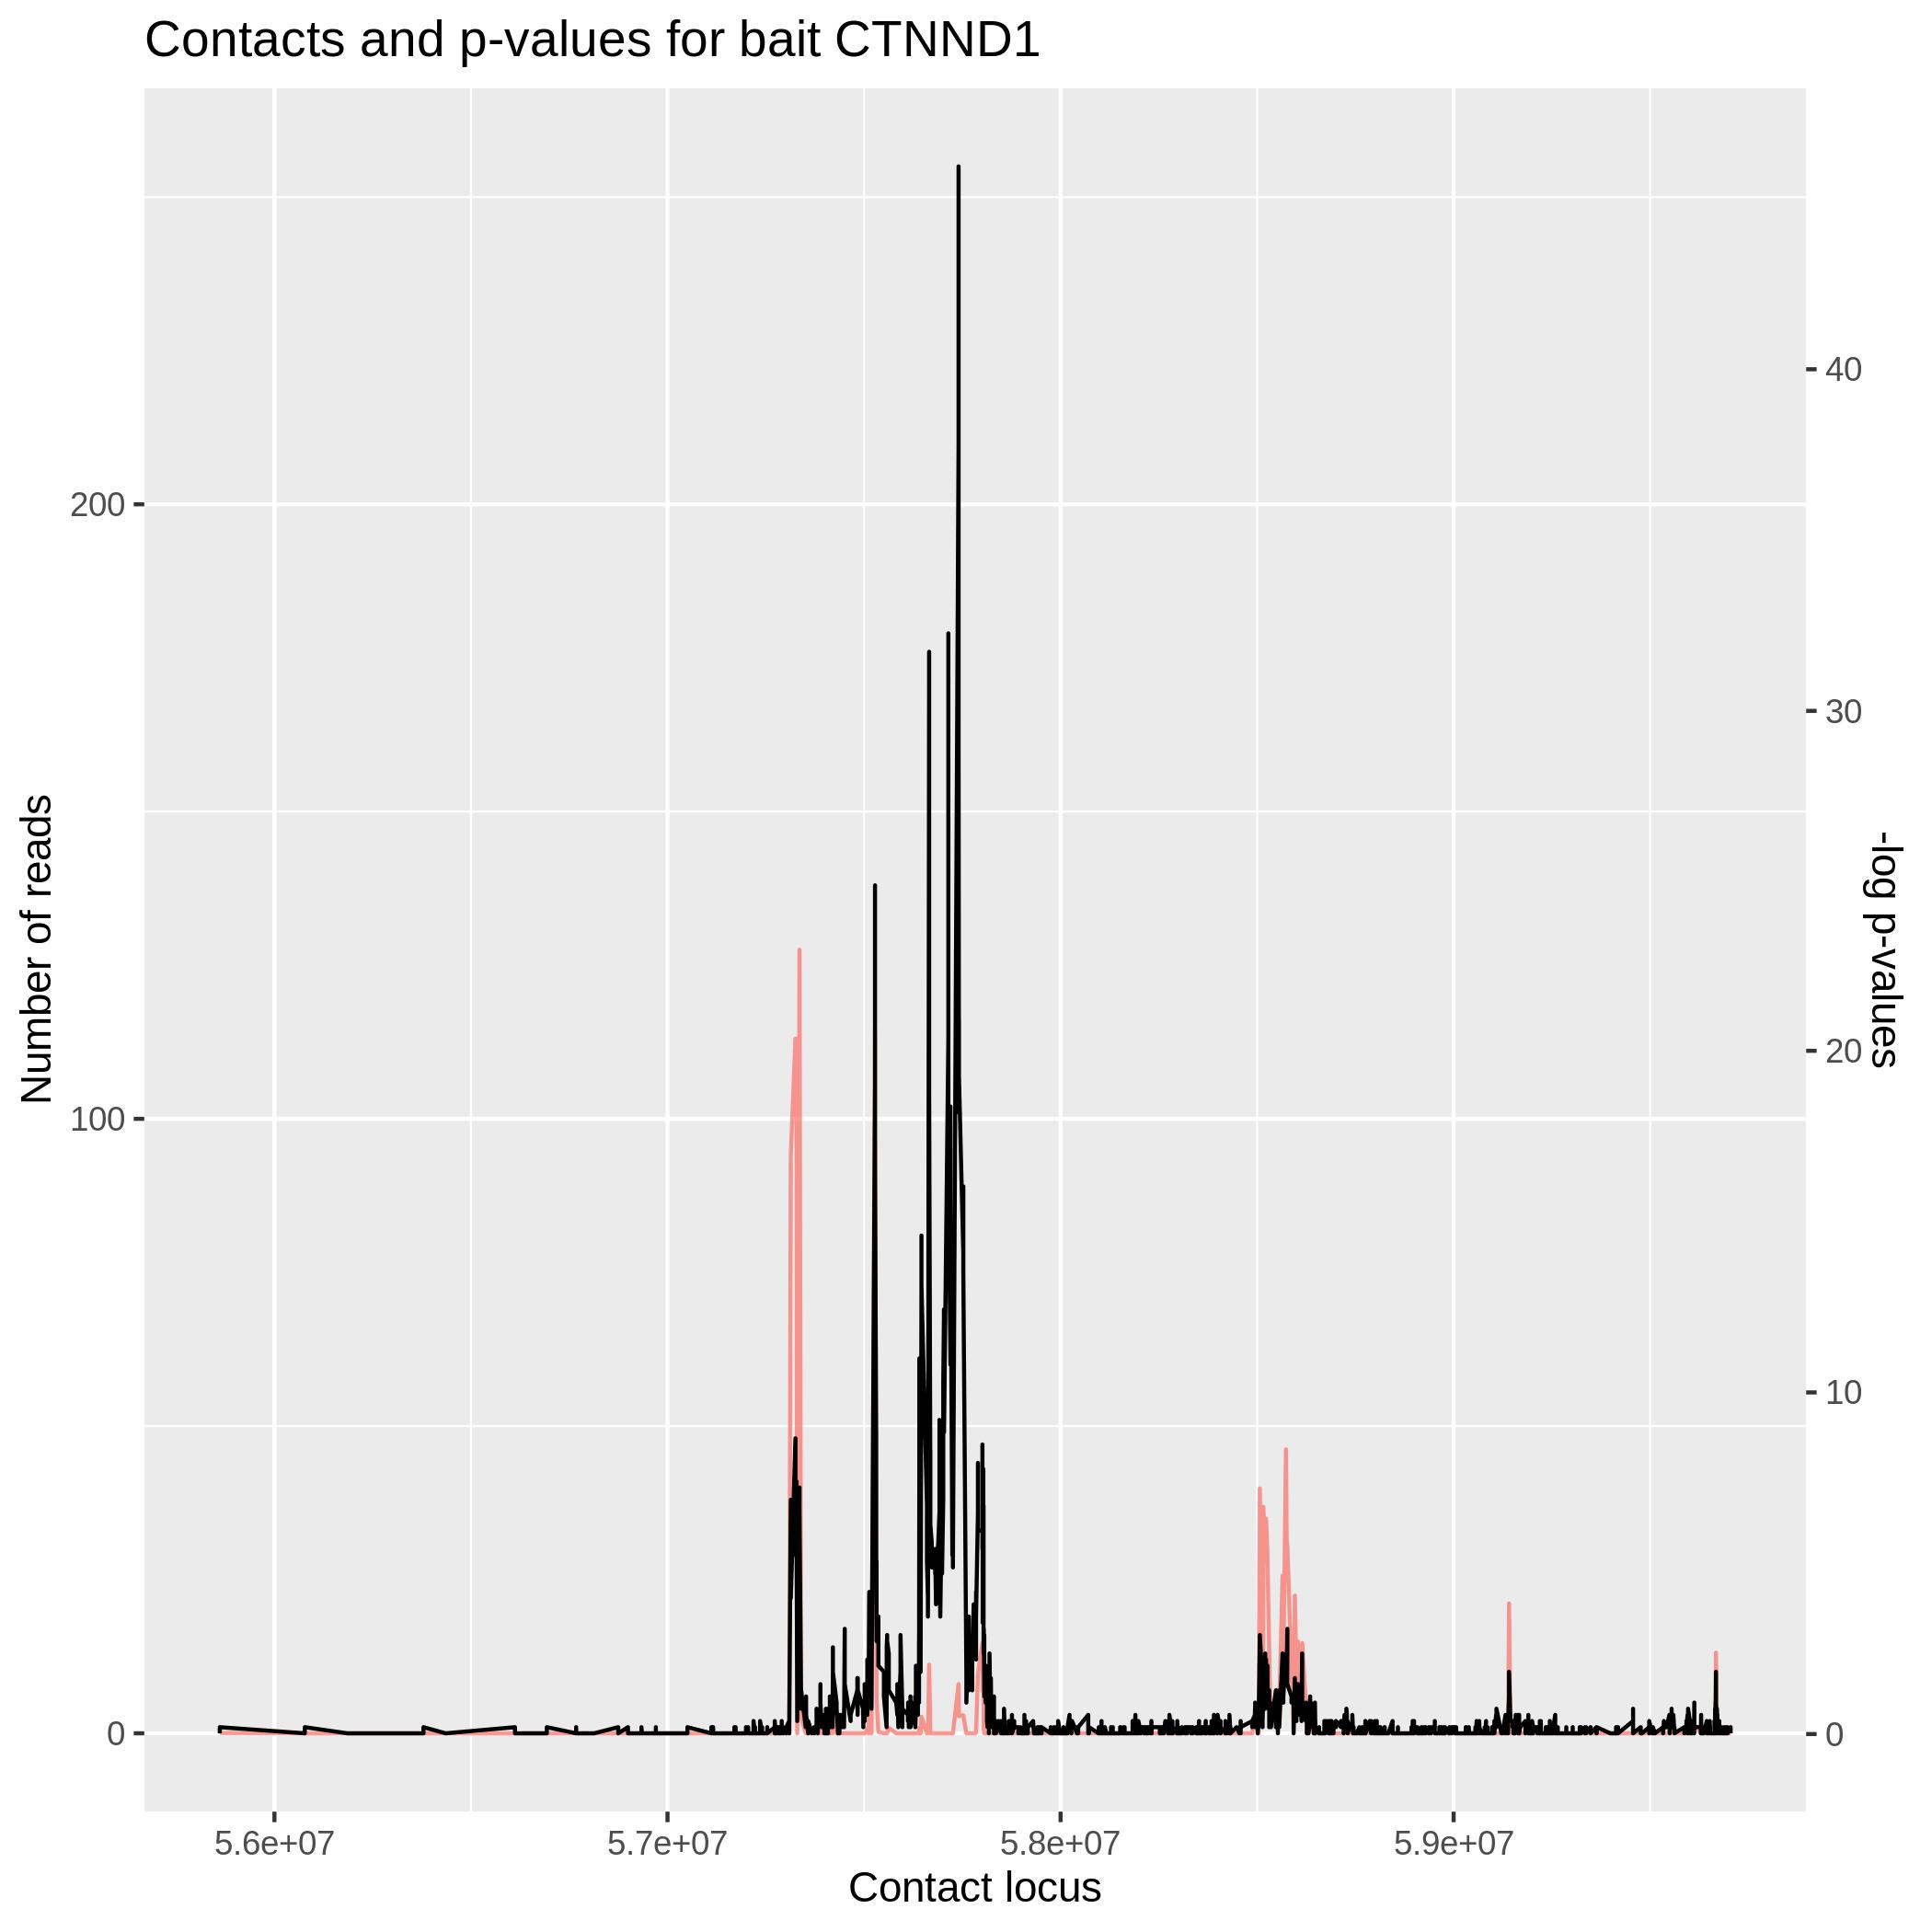 Contacts and p-values for bait CTNND1
Number of reads
200
100
0
40
30
20
10
0
-log p-values
5.6e+07
5.7e+07
5.8e+07
5.9e+07
Contact locus